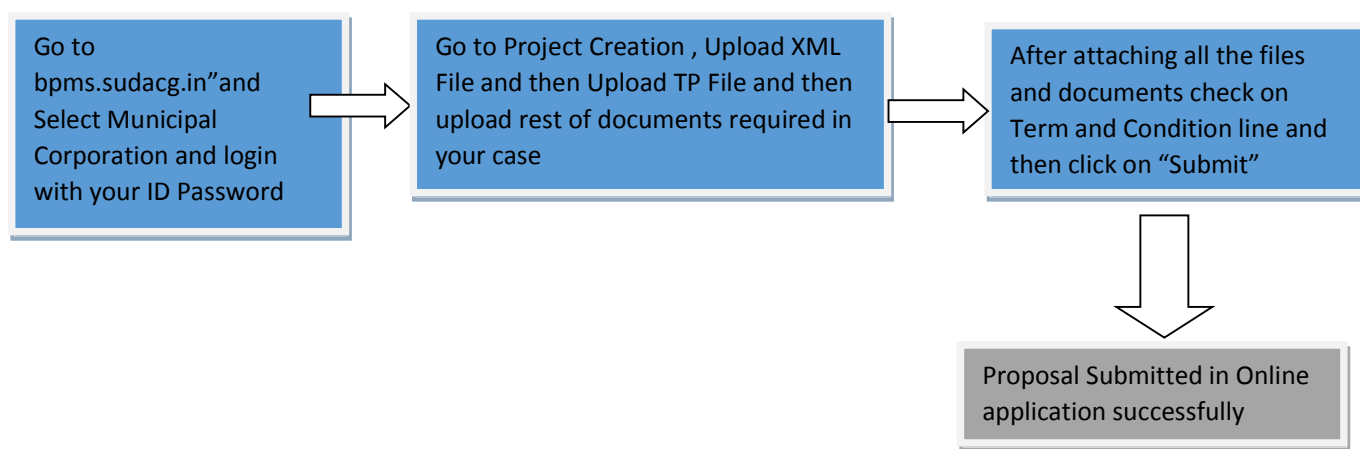 Go to
bpms.sudacg.in”and
Select Municipal
Corporation and login
with your ID Password
Go to Project Creation , Upload XML
File and then Upload TP File and then
upload rest of documents required in
your case
After attaching all the files
and documents check on
Term and Condition line and
then click on “Submit”
Proposal Submitted in Online
application successfully